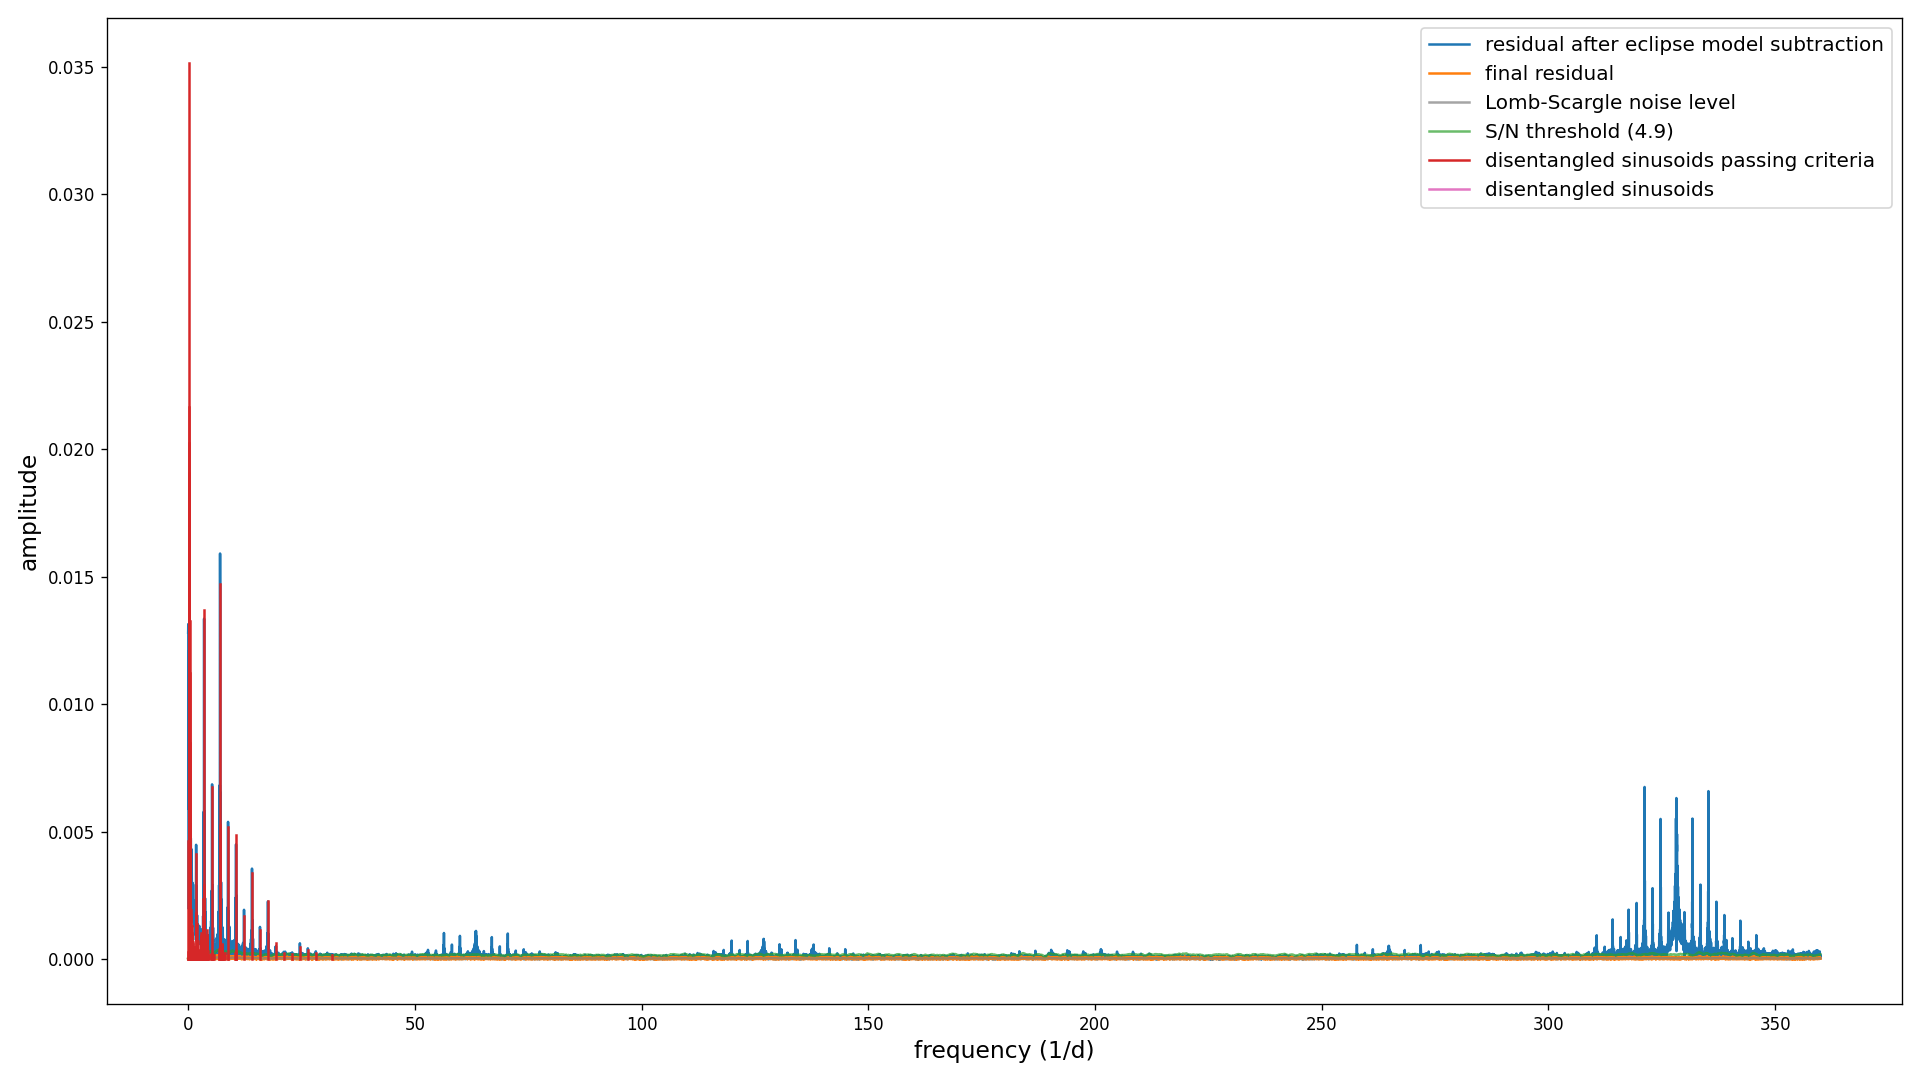 residual after eclipse model subtraction
final residual
Lomb-Scargle noise level
S/N threshold (4.9)
disentangled sinusoids passing criteria
disentangled sinusoids
0.035
0.030
0.025
0.020
0.015
0.010
0.005
0.000
amplitude
0 50 100 150 200 250 300 350
frequency (1/d)